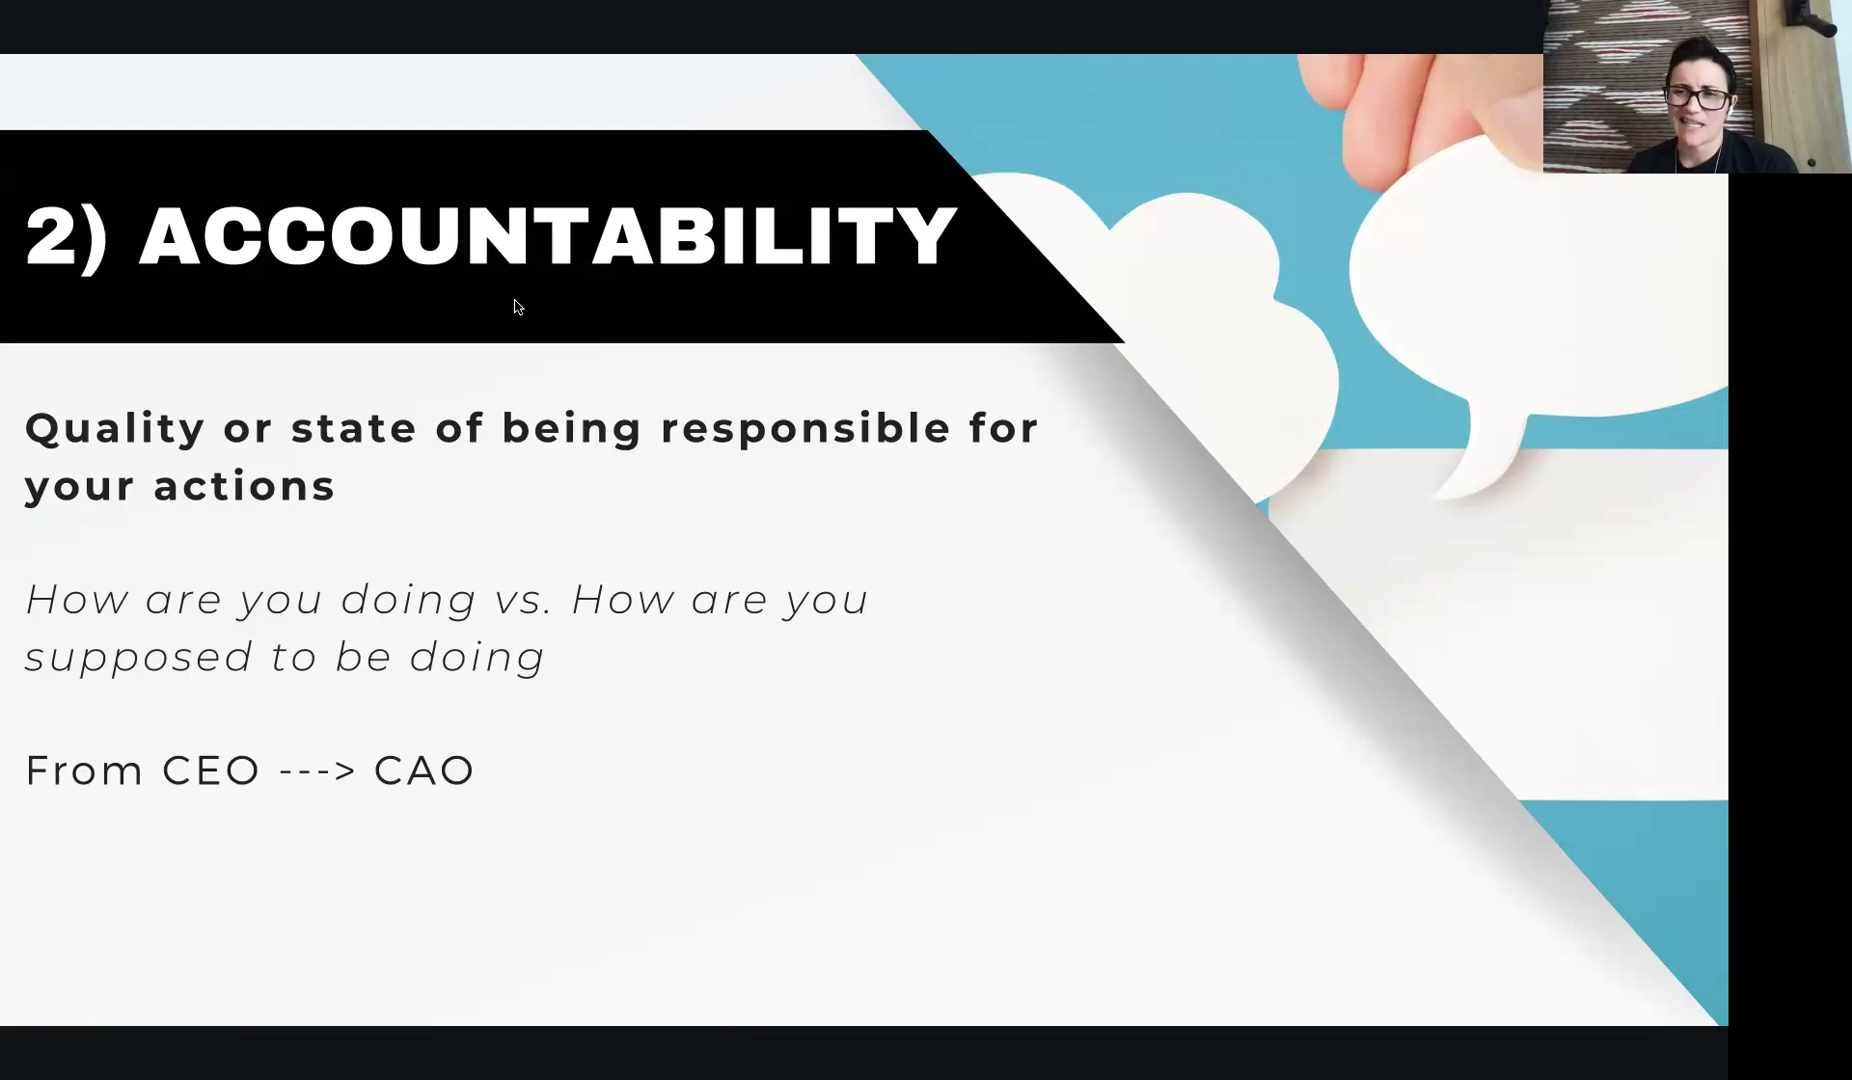 2) ACCOUNTABILITY
Quality or state of being responsible for
your actions
How are you doing vs. How are you
supposed to be doing
From CEO ---> CAO